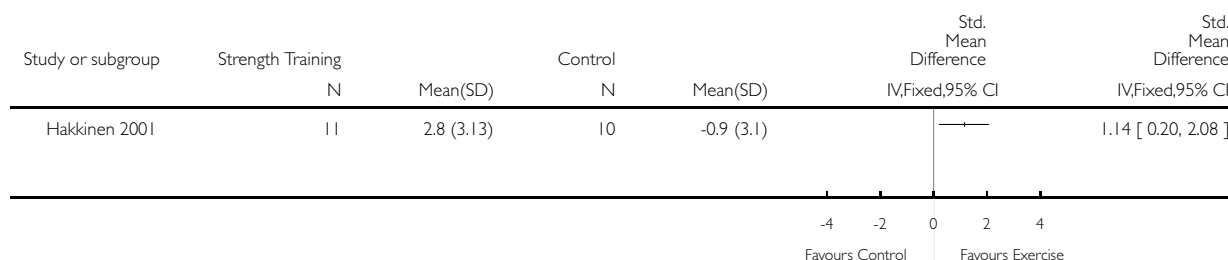 Std. Std.
Mean Mean
Study or subgroup Strength Training Control Difference Difference
N Mean(SD) N Mean(SD) IV,Fixed,95% CI IV,Fixed,95% CI
Hakkinen 2001 11 2.8 (3.13) 10 -0.9 (3.1) 1.14 [ 0.20, 2.08 ]
-4 -2 0 2 4
Favours Control Favours Exercise